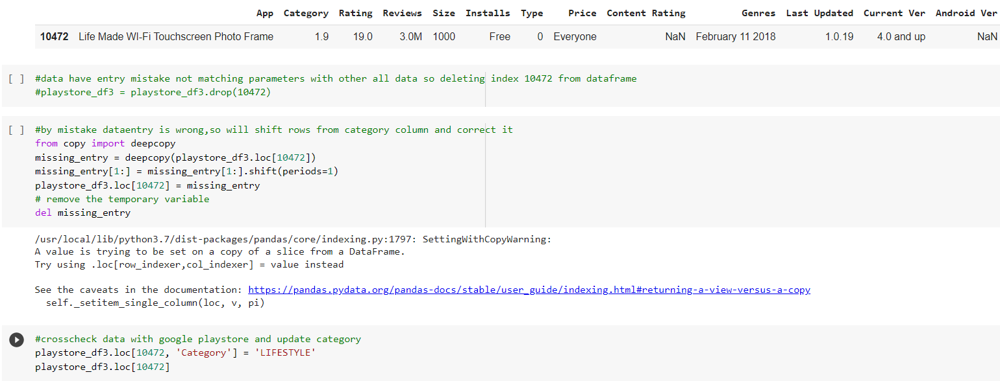 App Category Rating Reviews Size Installs Type Price Content Rating Genres Last Updated Current Ver Android Ver
10472 Life Made WI-Fi Touchscreen Photo Frame 1.9 19.0 3.0M 1000 Free 0 Everyone NaN February 11 2018 1.0.19 4.0 and up NaN
[ ] #data have entry mistake not matching parameters with other all data so deleting index 10472 from dataframe
#playstore_df3 = playstore_df3.drop(10472)
[ ] #by mistake dataentry is wrong,so will shift rows from category column and correct it
from copy import deepcopy
missing_entry = deepcopy(playstore_df3.loc[10472])
missing_entry[1:] = missing_entry[1:].shift(periods=1)
playstore_df3.loc[10472] = missing_entry
# remove the temporary variable
del missing_entry
/usr/local/lib/python3.7/dist-packages/pandas/core/indexing.py:1797: SettingWithCopyWarning:
A value is trying to be set on a copy of a slice from a DataFrame.
Try using .loc[row_indexer,col_indexer] = value instead
See the caveats in the documentation: https://pandas.pydata.org/pandas-docs/stable/user_guide/indexing.html#returning-a-view-versus-a-copy
self._setitem_single_column(loc, v, pi)
#crosscheck data with google playstore and update category
playstore_df3.loc[10472, 'Category'] = 'LIFESTYLE'
playstore_df3.loc[10472]